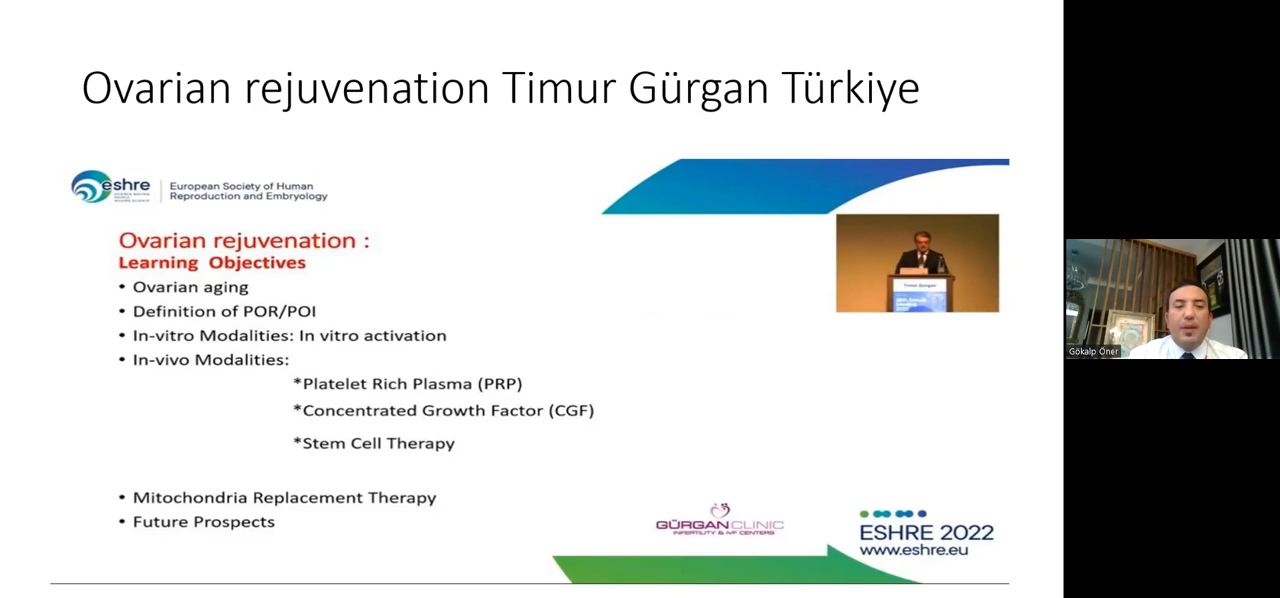 Ovarian rejuvenation Timur Gürgan Türkiye
eshre
European Society of Human
Reproduction and Embryology
Ovarian rejuvenation :
Learning Objectives
• Ovarian aging
• Definition of POR/POI
• In-vitro Modalities: In vitro activation
• In-vivo Modalities:
*Platelet Rich Plasma (PRP)
*Concentrated Growth Factor (CGF)
*Stem Cell Therapy
• Mitochondria Replacement Therapy
• Future Prospects
Timur Gurgan
GÜRGAN CLINIC
INFERTILITY & IVF CENTERS
ESHRE 2022
www.eshre.eu
Gökalp Öner